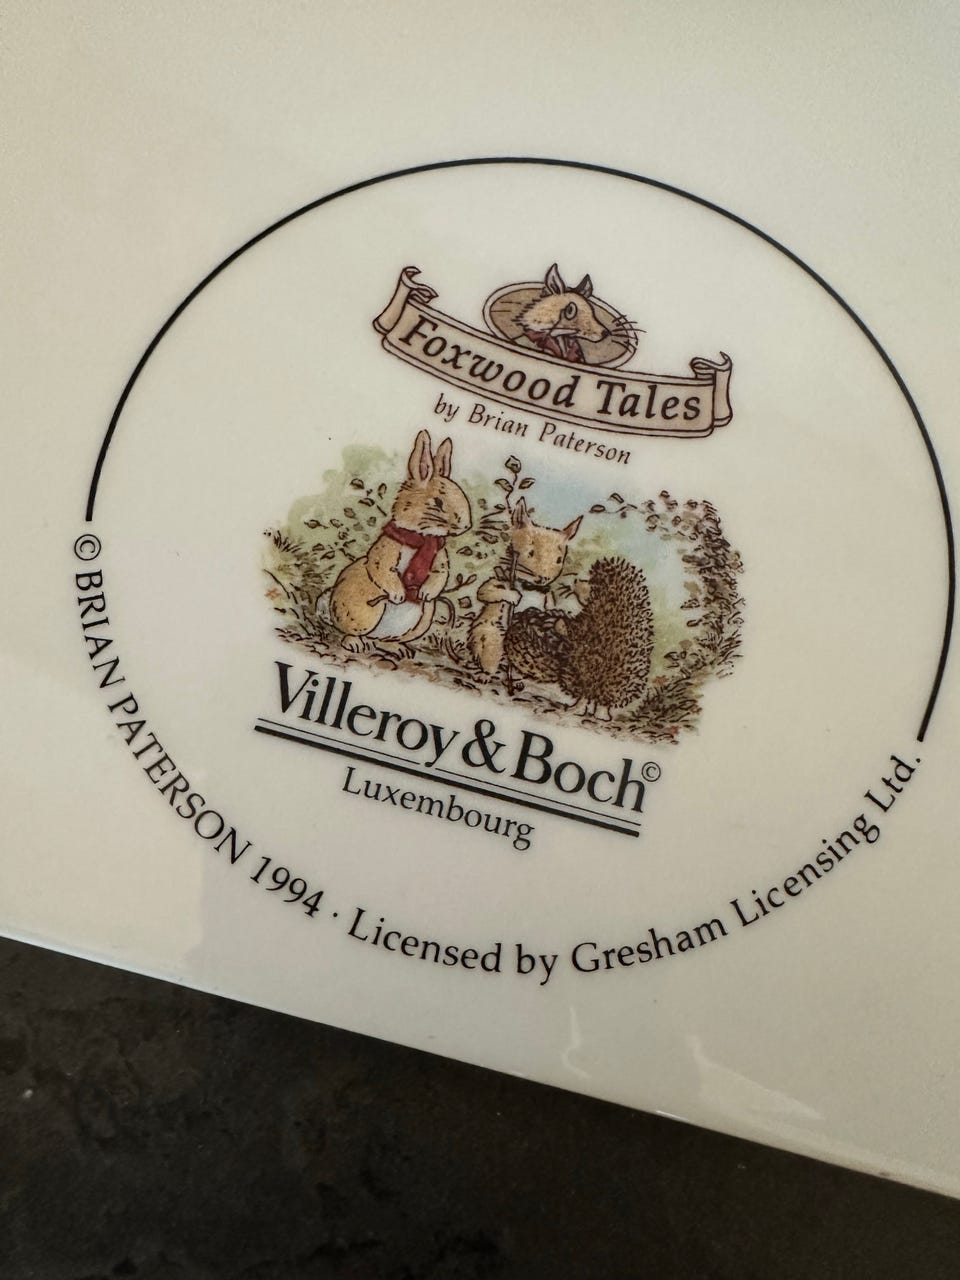 Foxwood Tales
by Brian Paterson
Villeroy & Boch©
Luxembourg
© BRIAN PATERSON 1994 · Licensed by Gresham Licensing Ltd.